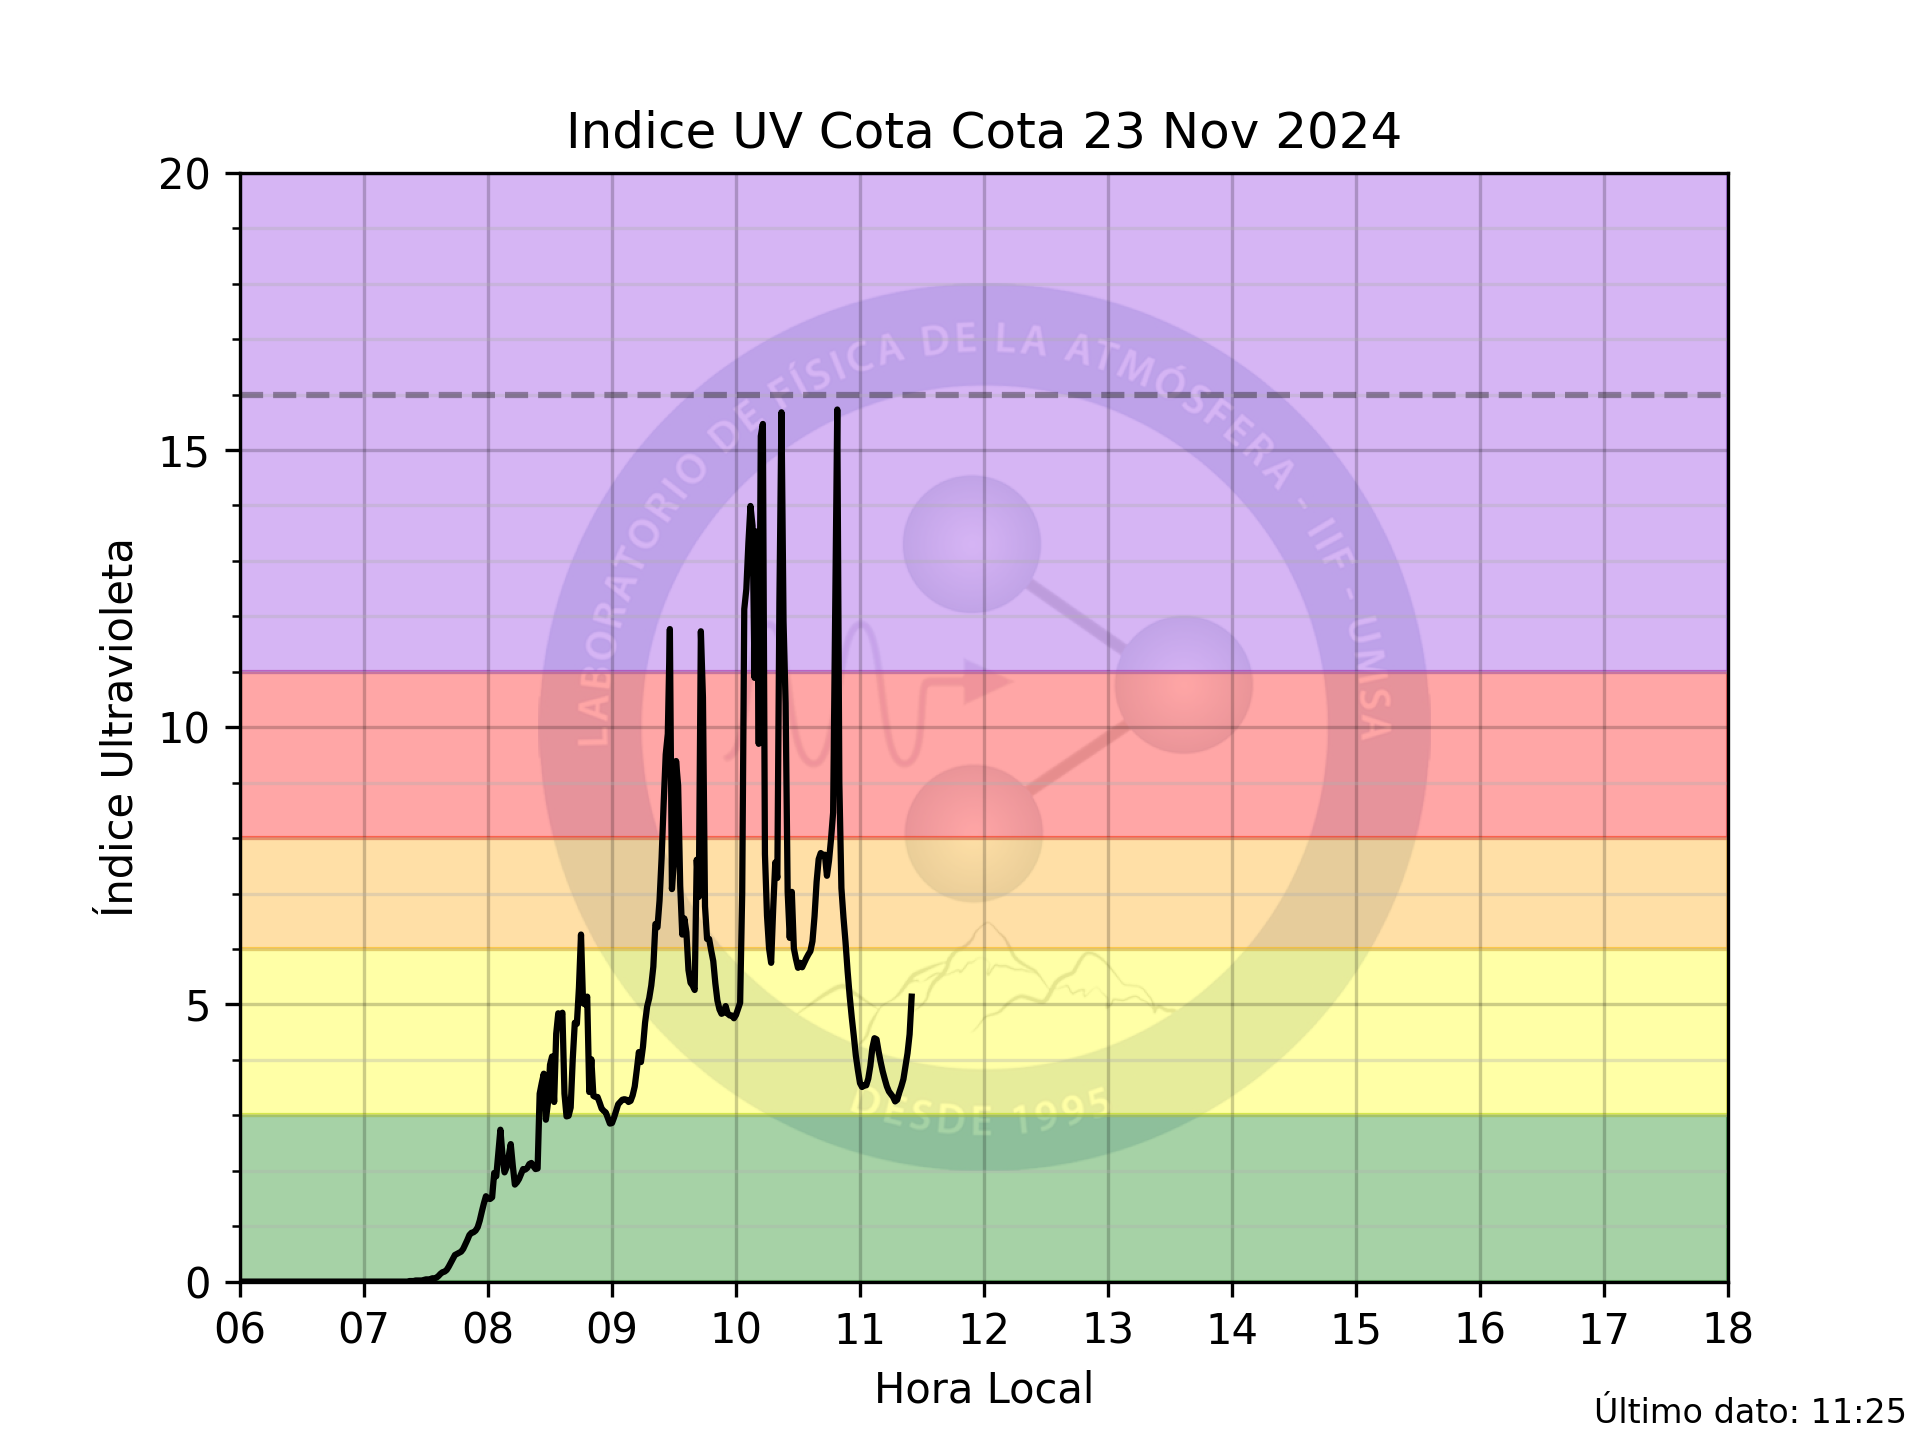 Indice UV Cota Cota 23 Nov 2024
20
15
10
5
0
Índice Ultravioleta
LABORATORIO DE FÍSICA DE LA ATMÓSFERA - IIF - UMSA
DESDE 1995
06 07 08 09 10 11 12 13 14 15 16 17 18
Hora Local
Último dato: 11:25